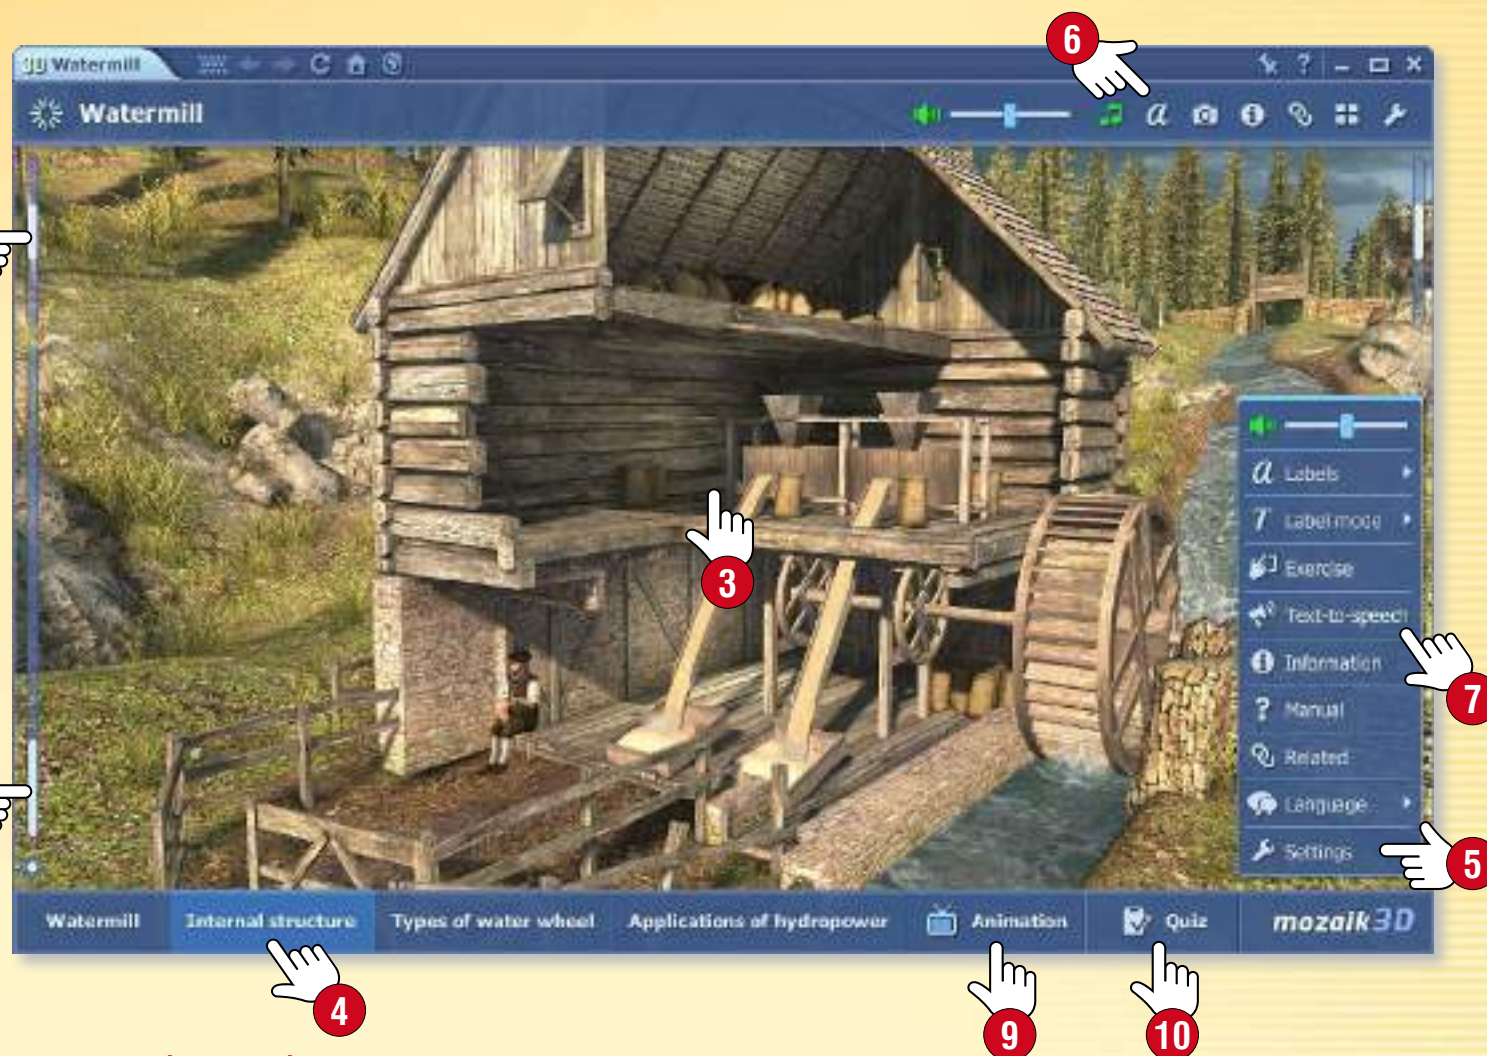 6
3D Watermill
?
Watermill
a
a Labels
T Label mode
Exercise
3
Text-to-speech
Information
7
? Manual
Related
Language
Settings
5
Watermill
Internal structure
Types of water wheel
Applications of hydropower
Animation
Quiz
mozaik3D
4
9
10